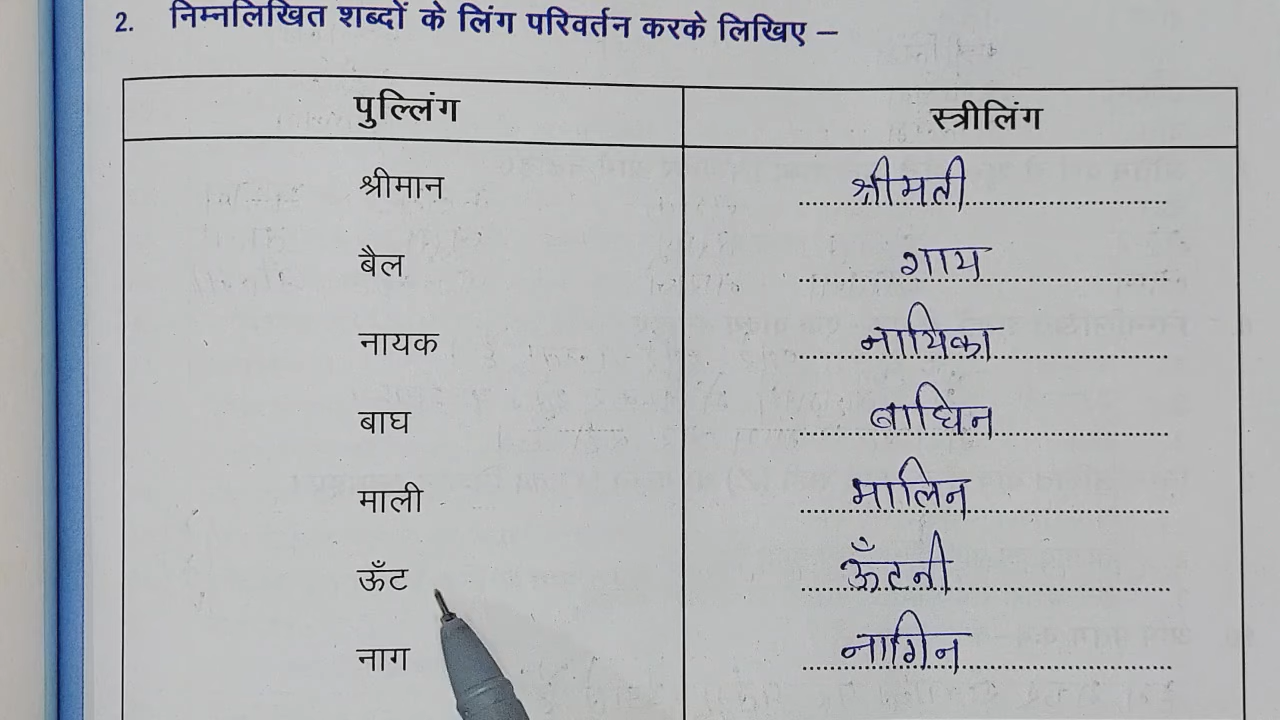 2. निम्नलिखित शब्दों के लिंग परिवर्तन करके लिखिए –
पुल्लिंग स्त्रीलिंग
श्रीमान श्रीमती
बैल गाय
नायक नायिका
बाघ बाघिन
माली मालिन
ऊँट ऊँटनी
नाग नागिन